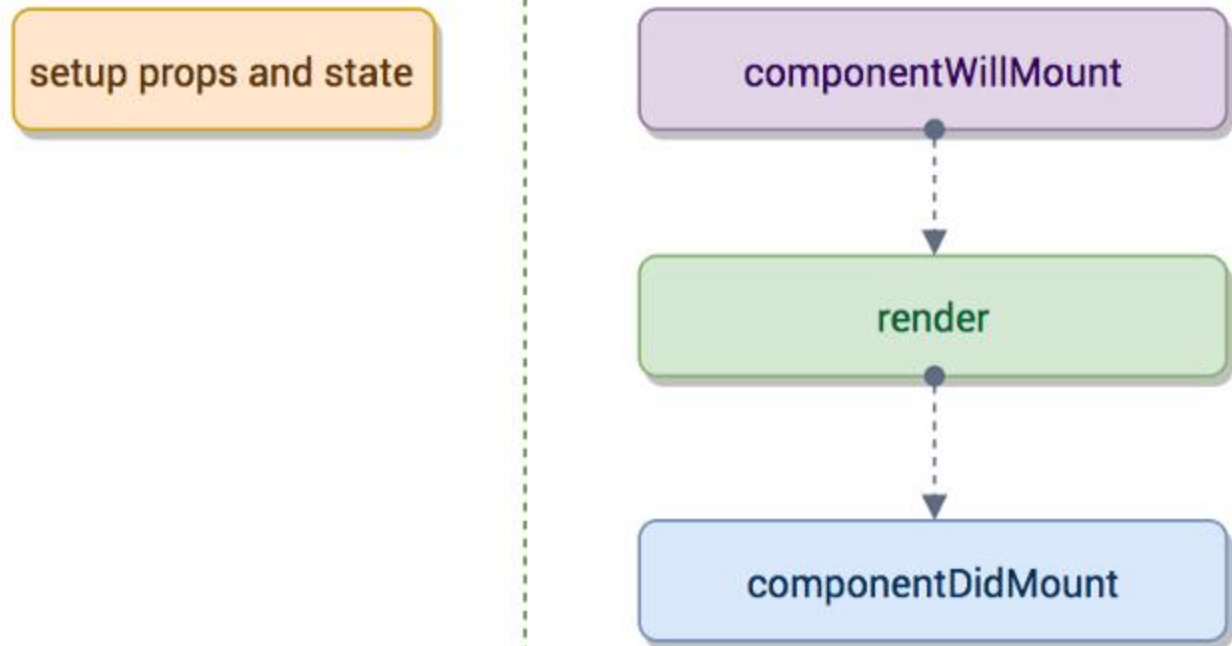 setup props and state
componentWillMount
render
componentDidMount